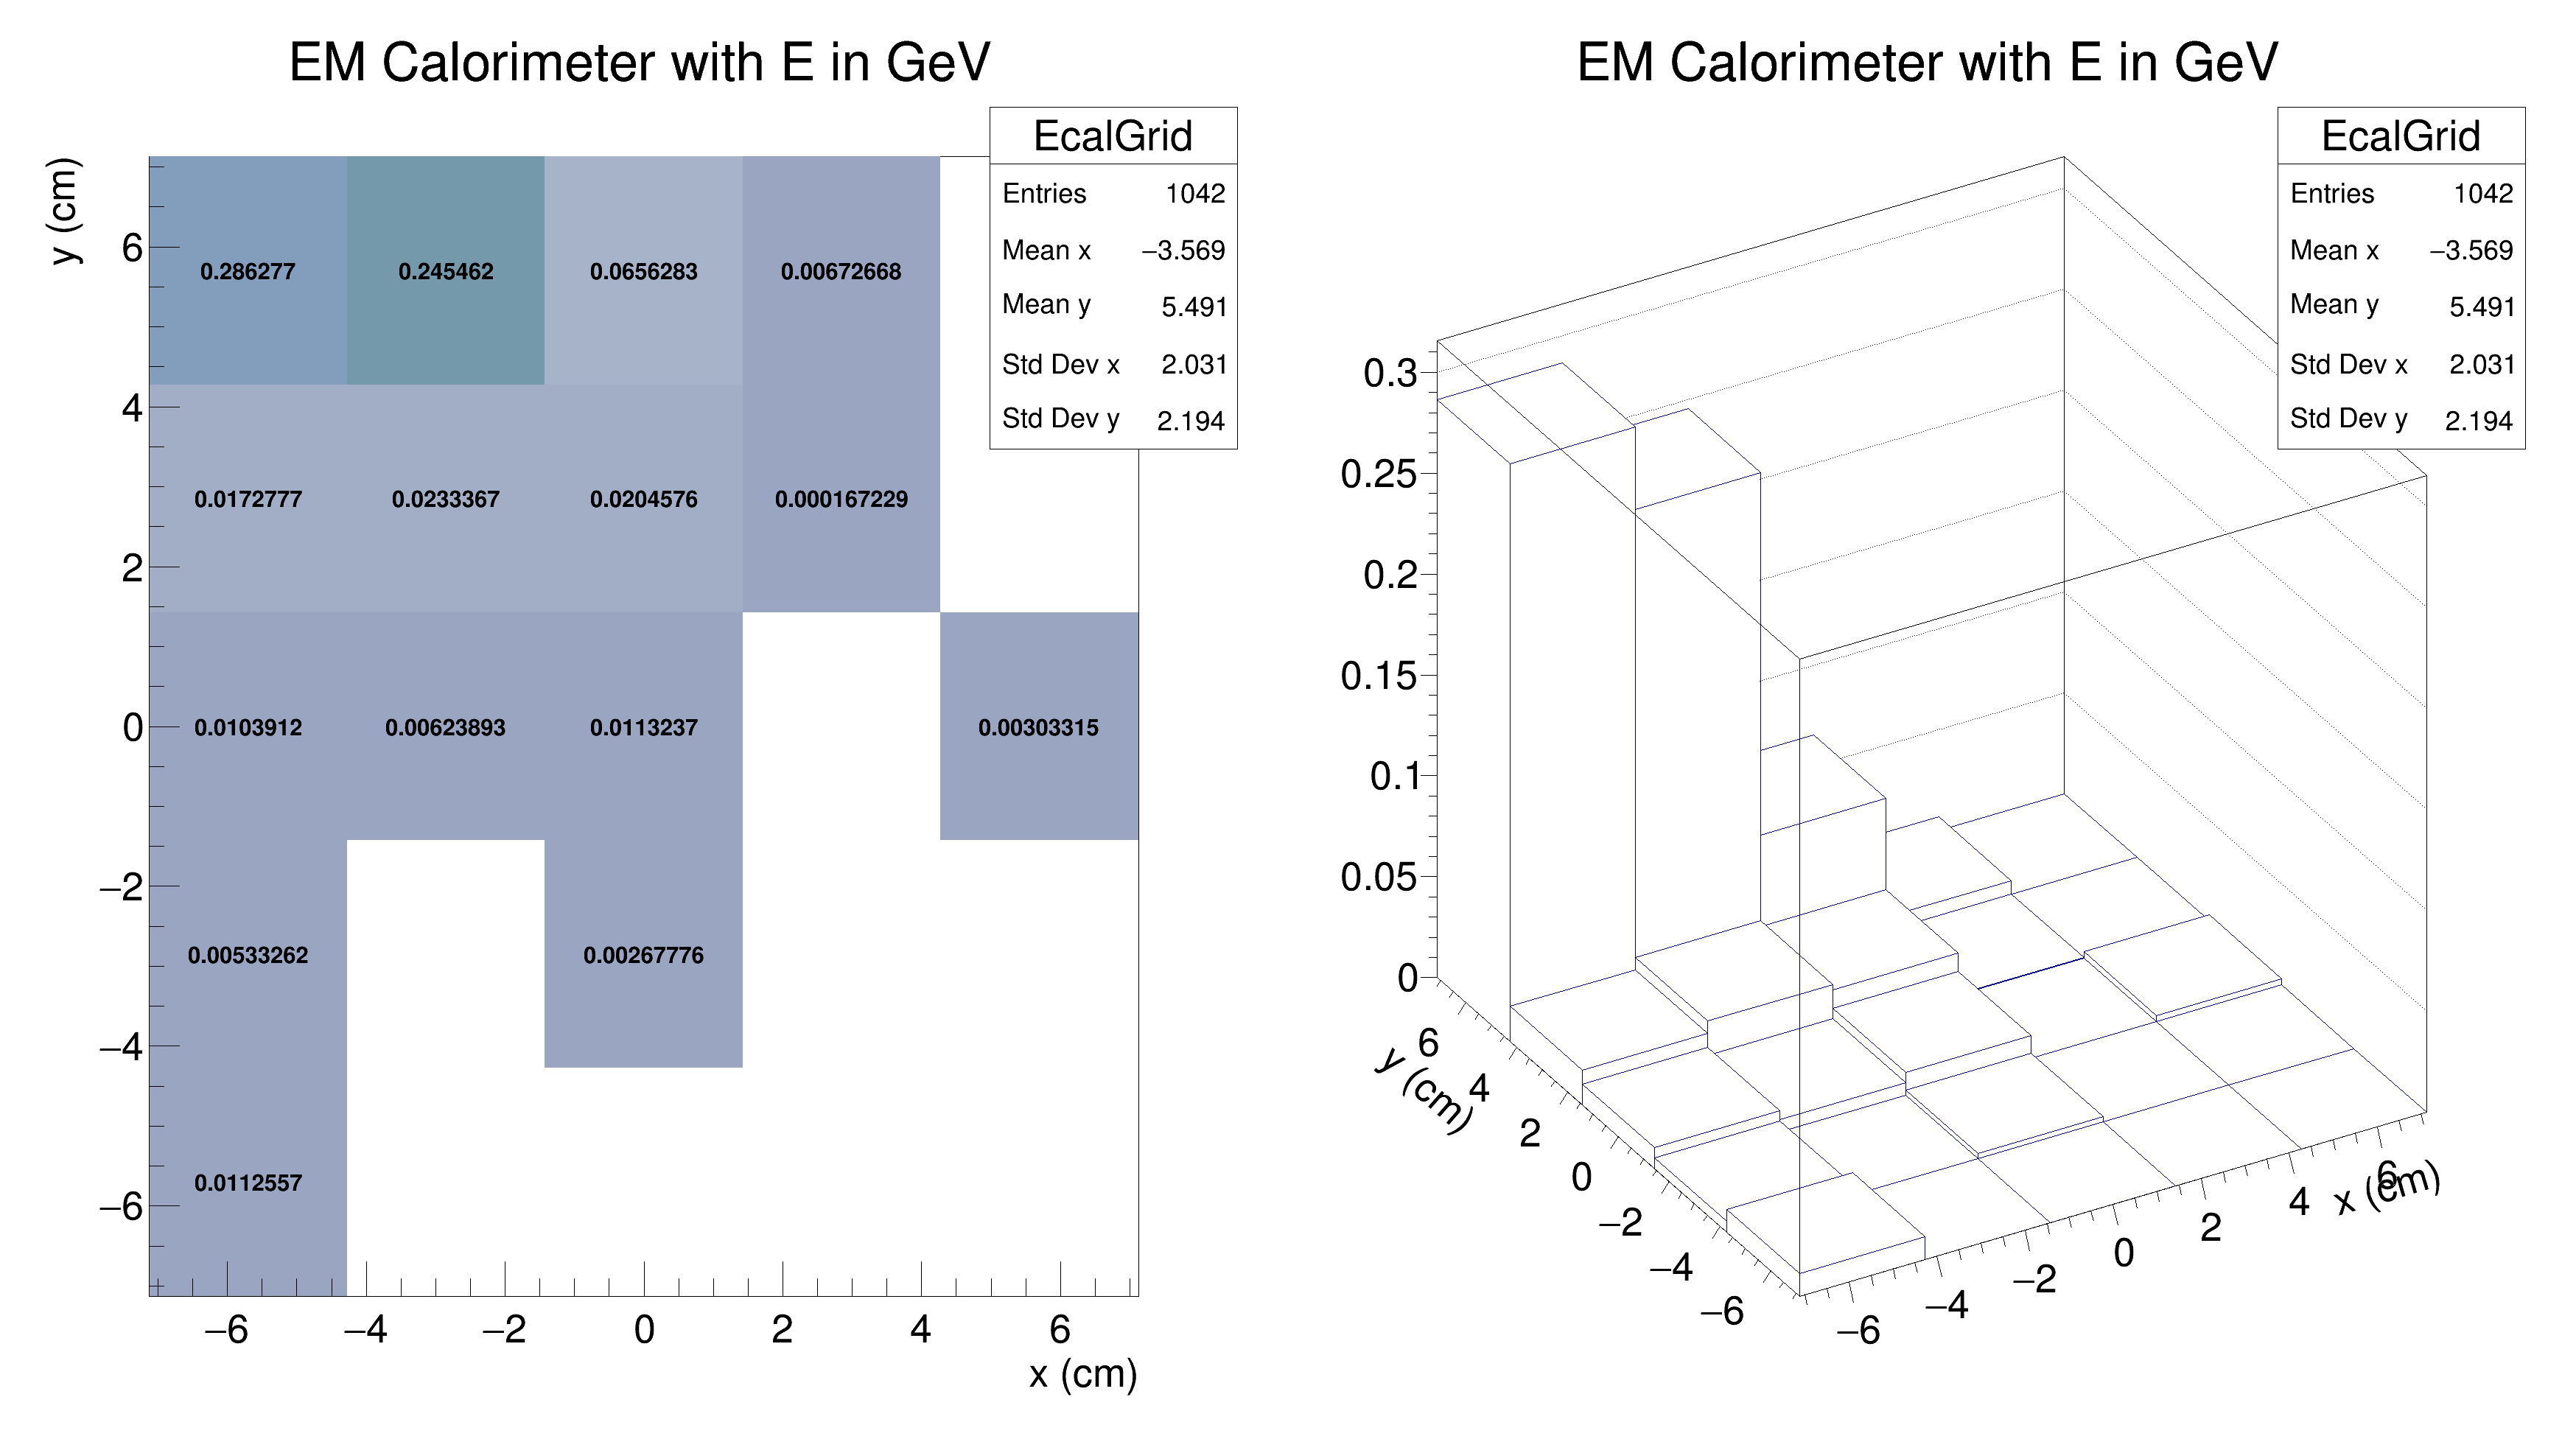 EM Calorimeter with E in GeV
EcalGrid
Entries 1042
Mean x −3.569
Mean y 5.491
Std Dev x 2.031
Std Dev y 2.194
y (cm)
6
4
2
0
−2
−4
−6
0.286277 0.245462 0.0656283 0.00672668
0.0172777 0.0233367 0.0204576 0.000167229
0.0103912 0.00623893 0.0113237 0.00303315
0.00533262 0.00267776
0.0112557
−6 −4 −2 0 2 4 6
x (cm)
EM Calorimeter with E in GeV
EcalGrid
Entries 1042
Mean x −3.569
Mean y 5.491
Std Dev x 2.031
Std Dev y 2.194
0.3
0.25
0.2
0.15
0.1
0.05
0
y (cm)
6
4
2
0
−2
−4
−6
−6 −4 −2 0 2 4 6
x (cm)